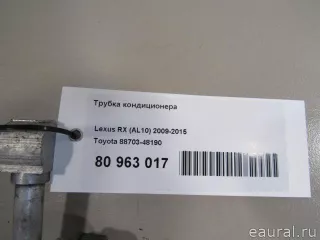 Трубка кондиционера
Lexus RX (AL10) 2009-2015
Toyota 88703-48190
80 963 017
eaural.ru